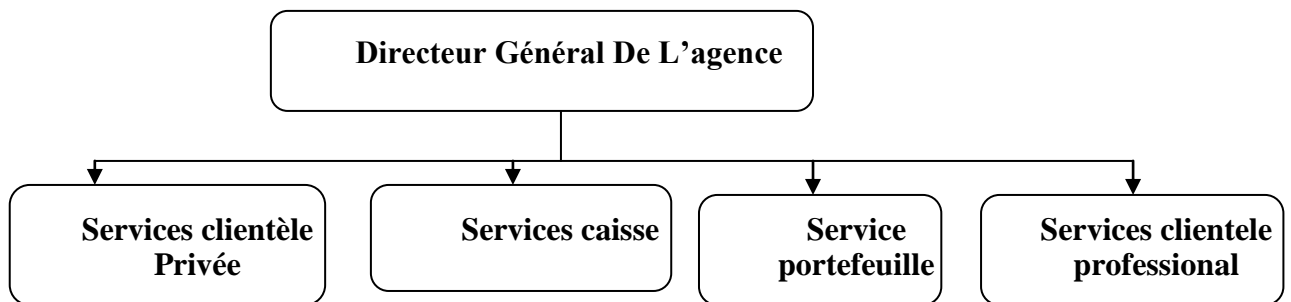 Directeur Général De L’agence
Services clientèle
Privée
Services caisse
Service
portefeuille
Services clientele
professional